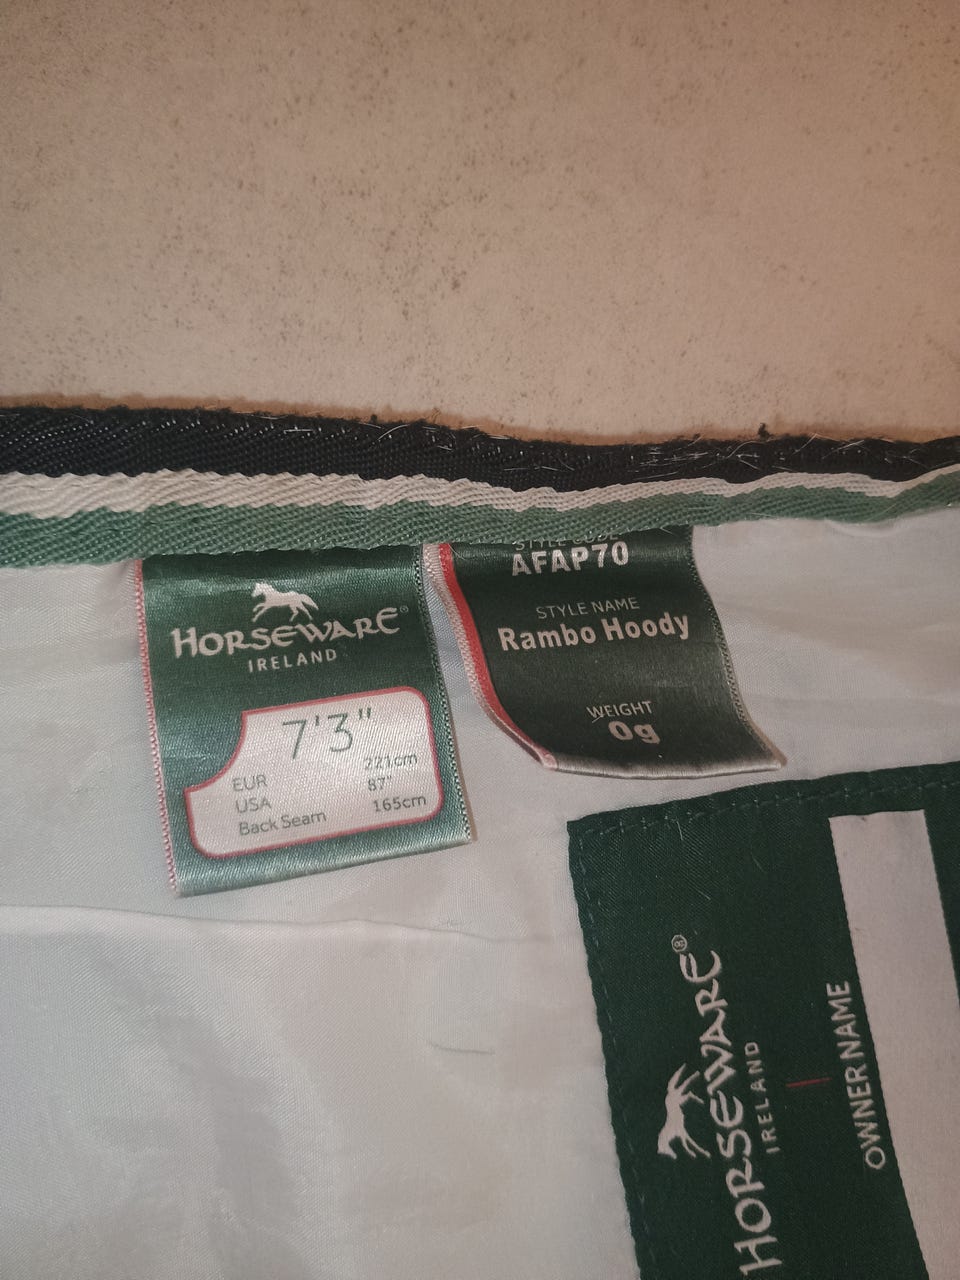 HORSEWARE®
IRELAND
7'3"
EUR 221cm
USA 87"
Back Seam 165cm
STYLE CODE
AFAP70
STYLE NAME
Rambo Hoody
WEIGHT
0g
HORSEWARE®
IRELAND
OWNER NAME